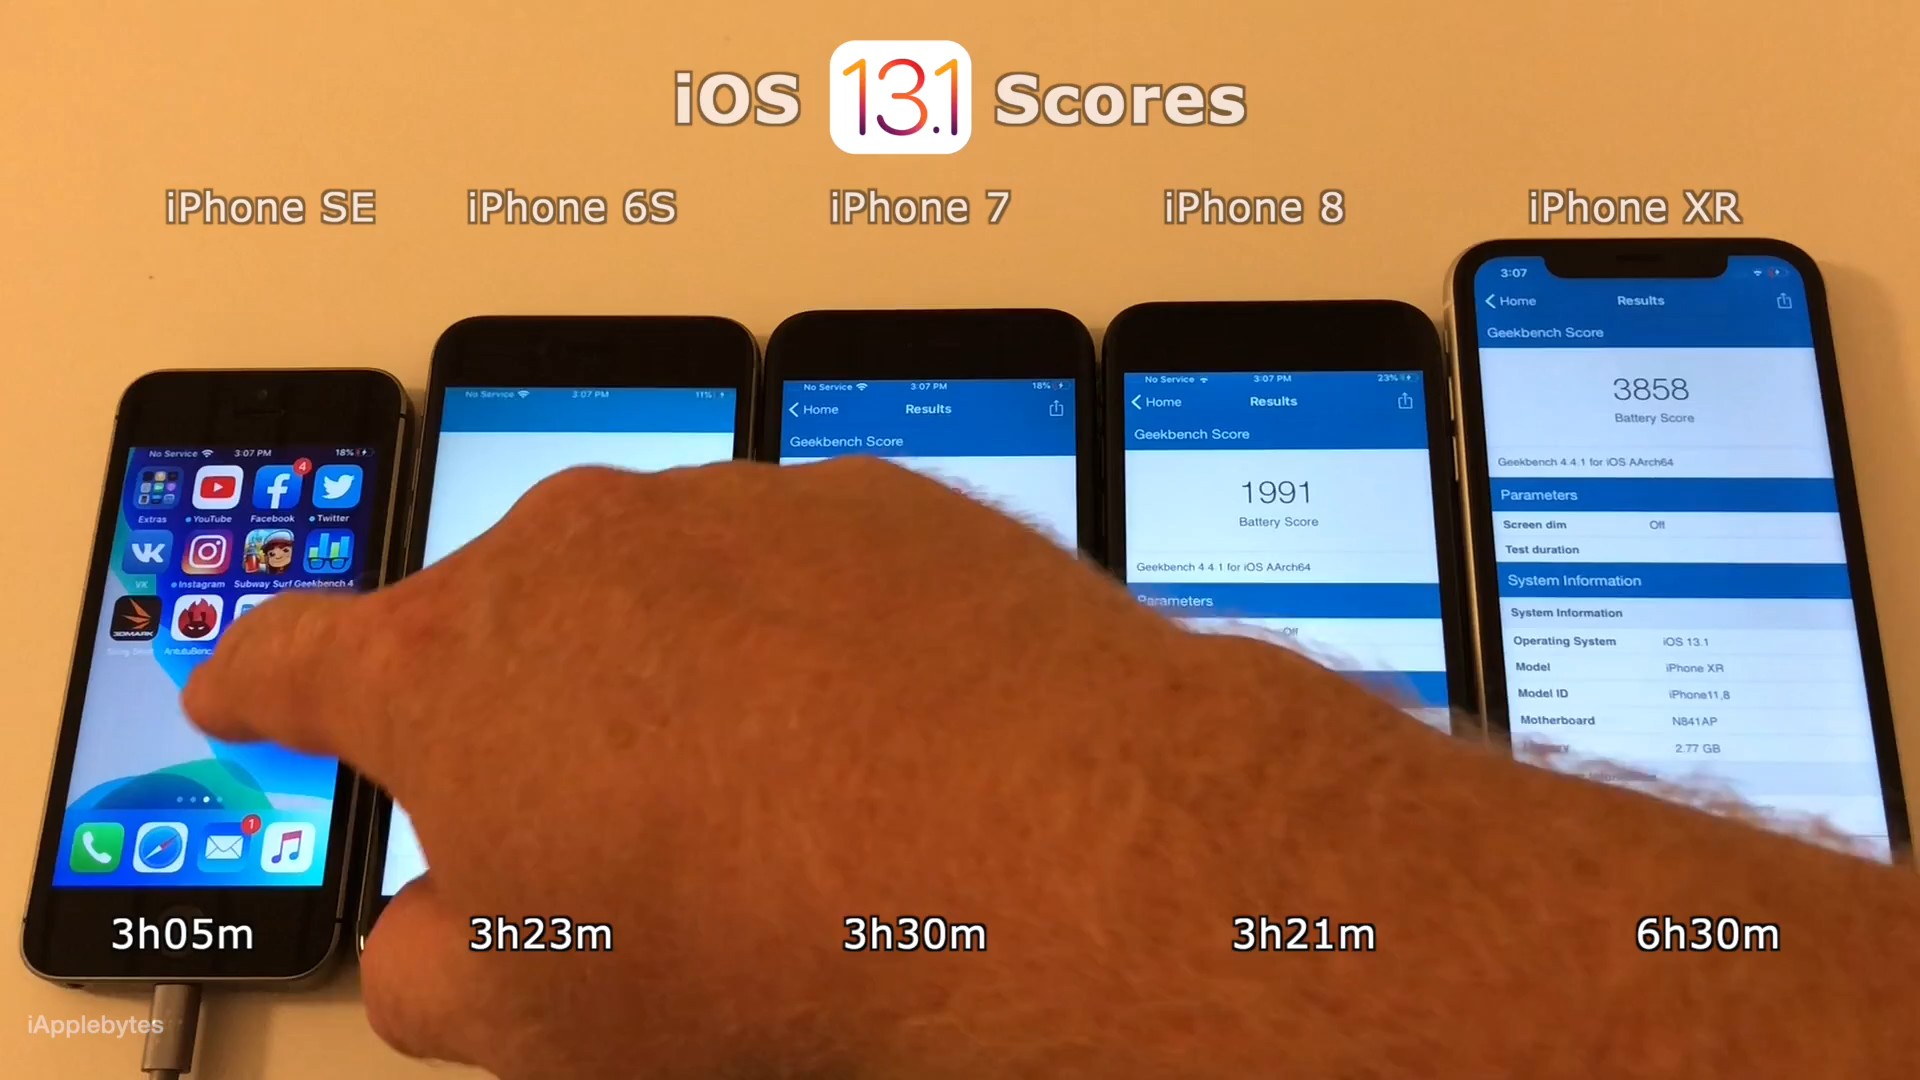 iOS 13.1 Scores
iPhone SE
iPhone 6S
iPhone 7
iPhone 8
iPhone XR
No Service 3:07 PM 18%
Extras YouTube Facebook Twitter
4
VK Instagram Subway Surf Geekbench 4
3DMARK
1
No Service 3:07 PM 11%
No Service 3:07 PM 18%
Home Results
Geekbench Score
No Service 3:07 PM 23%
Home Results
Geekbench Score
1991
Battery Score
Geekbench 4.4.1 for iOS AArch64
Parameters
Off
3:07
Home Results
Geekbench Score
3858
Battery Score
Geekbench 4.4.1 for iOS AArch64
Parameters
Screen dim Off
Test duration
System Information
System Information
Operating System iOS 13.1
Model iPhone XR
Model ID iPhone11,8
Motherboard N841AP
2.77 GB
3h05m
3h23m
3h30m
3h21m
6h30m
iApplebytes